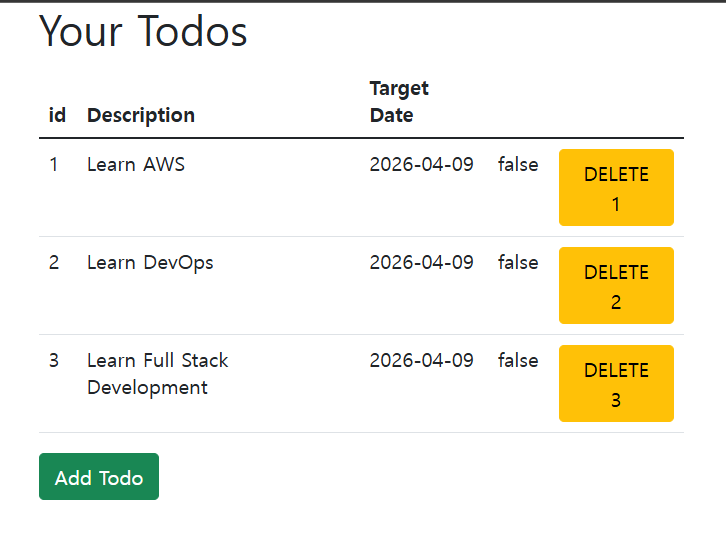 Your Todos
id Description Target Date
1 Learn AWS 2026-04-09 false DELETE 1
2 Learn DevOps 2026-04-09 false DELETE 2
3 Learn Full Stack Development 2026-04-09 false DELETE 3
Add Todo